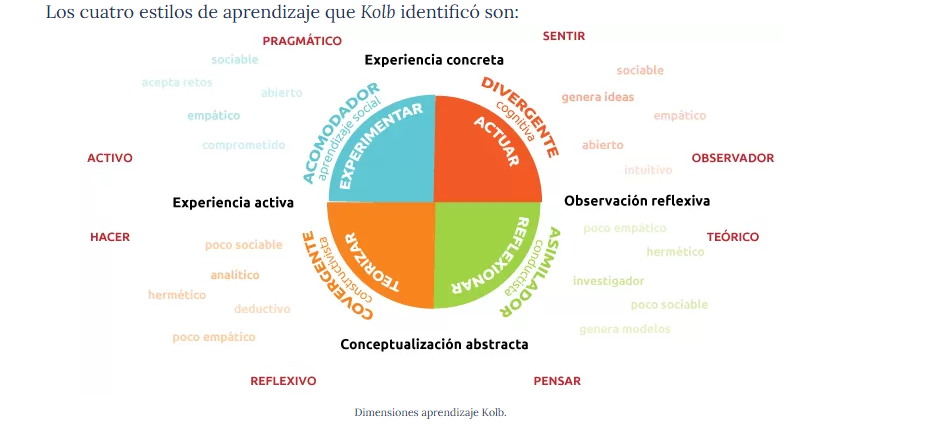 Los cuatro estilos de aprendizaje que Kolb identificó son:
PRAGMÁTICO
SENTIR
sociable
Experiencia concreta
sociable
acepta retos
abierto
genera ideas
empático
empático
comprometido
abierto
intuitivo
ACOMODADOR
aprendizaje social
EXPERIMENTAR
DIVERGENTE
cognitiva
ACTUAR
ACTIVO
OBSERVADOR
Experiencia activa
Observación reflexiva
HACER
TEÓRICO
poco sociable
analítico
hermético
deductivo
poco empático
COVERGENTE
constructivista
TEORIZAR
REFLEXIONAR
ASIMILADOR
conductista
poco empático
hermético
investigador
poco sociable
genera modelos
Conceptualización abstracta
REFLEXIVO
PENSAR
Dimensiones aprendizaje Kolb.